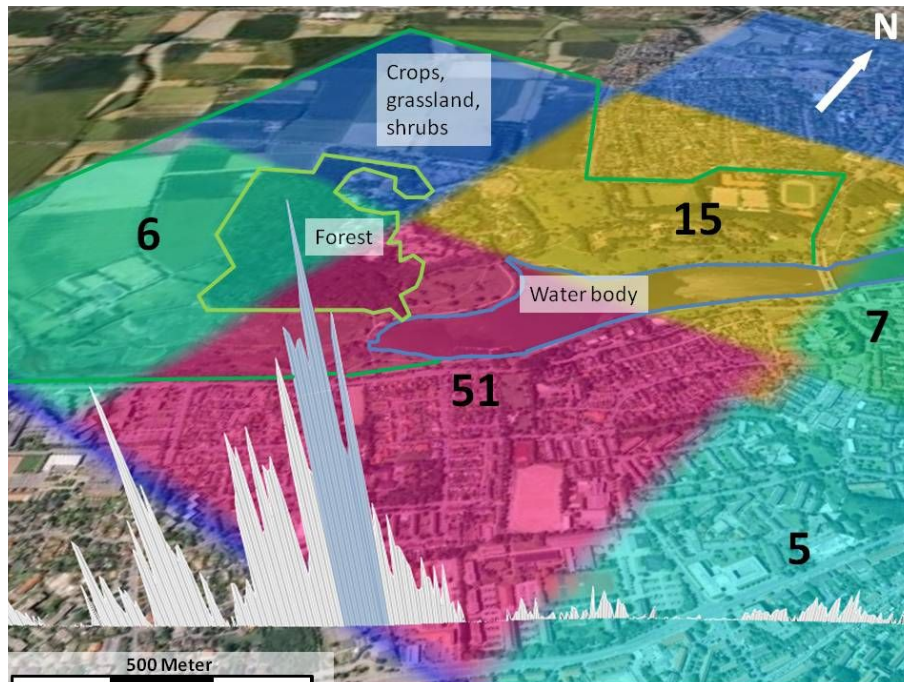 N
Crops,
grassland,
shrubs
6
15
Forest
Water body
7
51
5
500 Meter